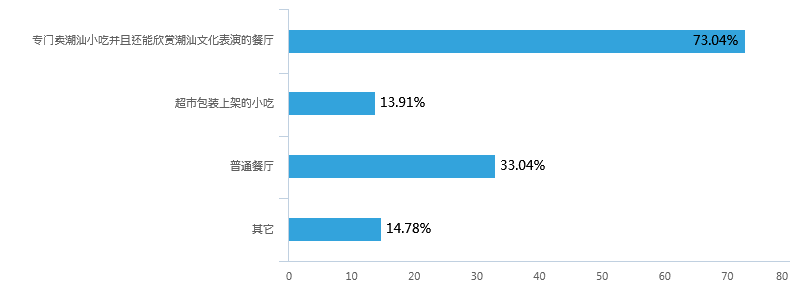 专门卖潮汕小吃并且还能欣赏潮汕文化表演的餐厅
73.04%
超市包装上架的小吃
13.91%
普通餐厅
33.04%
其它
14.78%
0 10 20 30 40 50 60 70 80